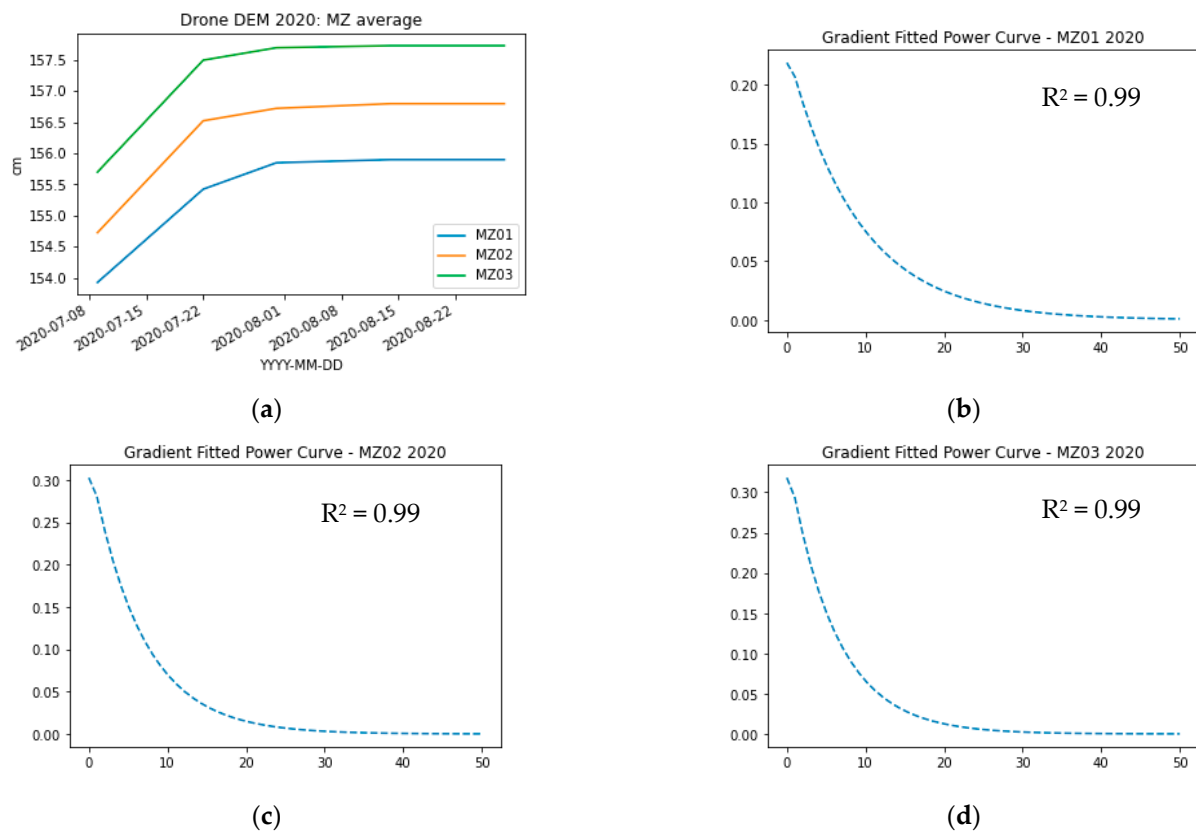 Drone DEM 2020: MZ average
157.5
157.0
156.5
156.0
155.5
155.0
154.5
154.0
cm
MZ01
MZ02
MZ03
2020-07-08
2020-07-15
2020-07-22
2020-08-01
2020-08-08
2020-08-15
2020-08-22
YYYY-MM-DD
(a)
Gradient Fitted Power Curve - MZ01 2020
R² = 0.99
0.20
0.15
0.10
0.05
0.00
0 10 20 30 40 50
(b)
Gradient Fitted Power Curve - MZ02 2020
R² = 0.99
0.30
0.25
0.20
0.15
0.10
0.05
0.00
0 10 20 30 40 50
(c)
Gradient Fitted Power Curve - MZ03 2020
R² = 0.99
0.30
0.25
0.20
0.15
0.10
0.05
0.00
0 10 20 30 40 50
(d)